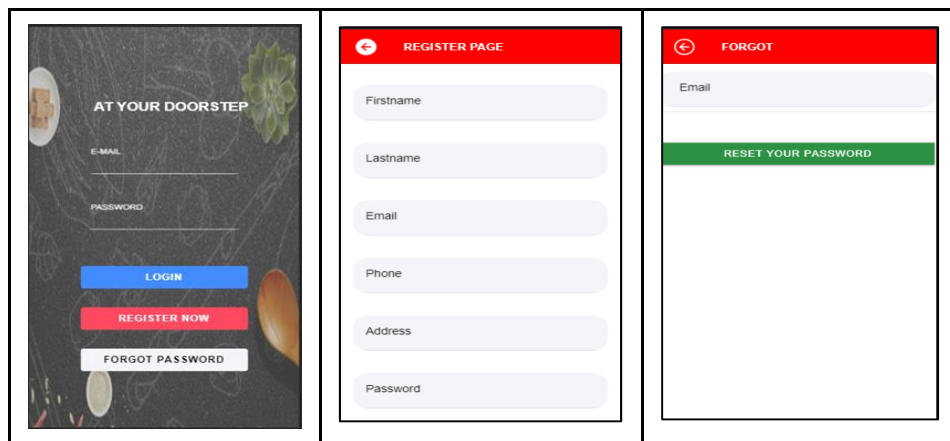 AT YOUR DOORSTEP
E-MAIL
PASSWORD
LOGIN
REGISTER NOW
FORGOT PASSWORD
REGISTER PAGE
Firstname
Lastname
Email
Phone
Address
Password
FORGOT
Email
RESET YOUR PASSWORD